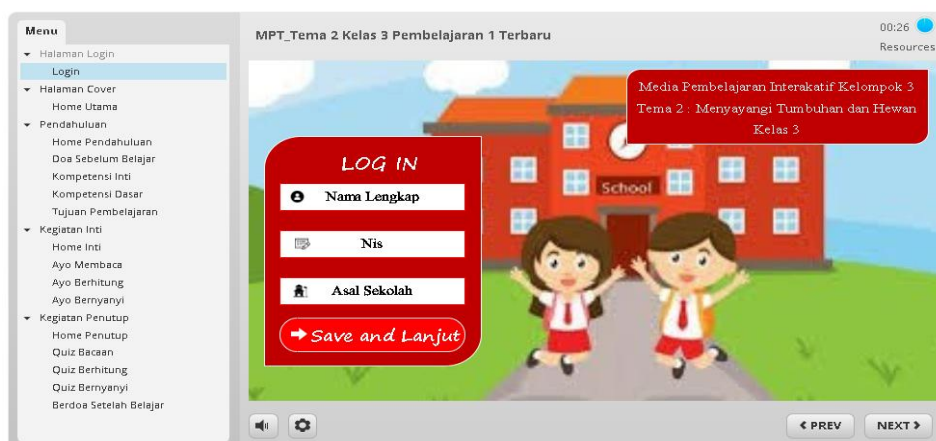 Menu
Halaman Login
Login
Halaman Cover
Home Utama
Pendahuluan
Home Pendahuluan
Doa Sebelum Belajar
Kompetensi Inti
Kompetensi Dasar
Tujuan Pembelajaran
Kegiatan Inti
Home Inti
Ayo Membaca
Ayo Berhitung
Ayo Bernyanyi
Kegiatan Penutup
Home Penutup
Quiz Bacaan
Quiz Berhitung
Quiz Bernyanyi
Berdoa Setelah Belajar
MPT_Tema 2 Kelas 3 Pembelajaran 1 Terbaru
00:26
Resources
Media Pembelajaran Interakatif Kelompok 3
Tema 2 : Menyayangi Tumbuhan dan Hewan
Kelas 3
School
LOG IN
Nama Lengkap
Nis
Asal Sekolah
Save and Lanjut
PREV
NEXT